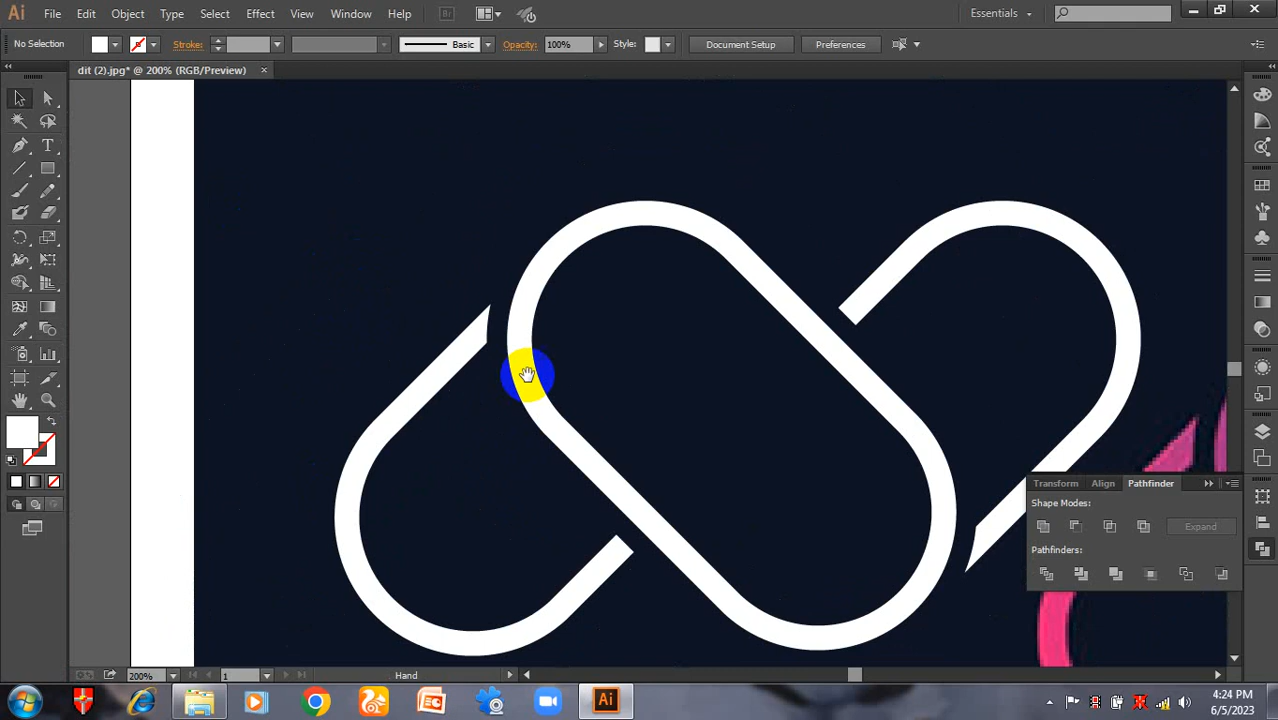 Ai File Edit Object Type Select Effect View Window Help Br Essentials
No Selection Stroke: Basic Opacity: 100% Style: Document Setup Preferences
dit (2).jpg* @ 200% (RGB/Preview)
Transform Align Pathfinder
Shape Modes:
Expand
Pathfinders:
200% 1 Hand
Ai
4:24 PM
6/5/2023